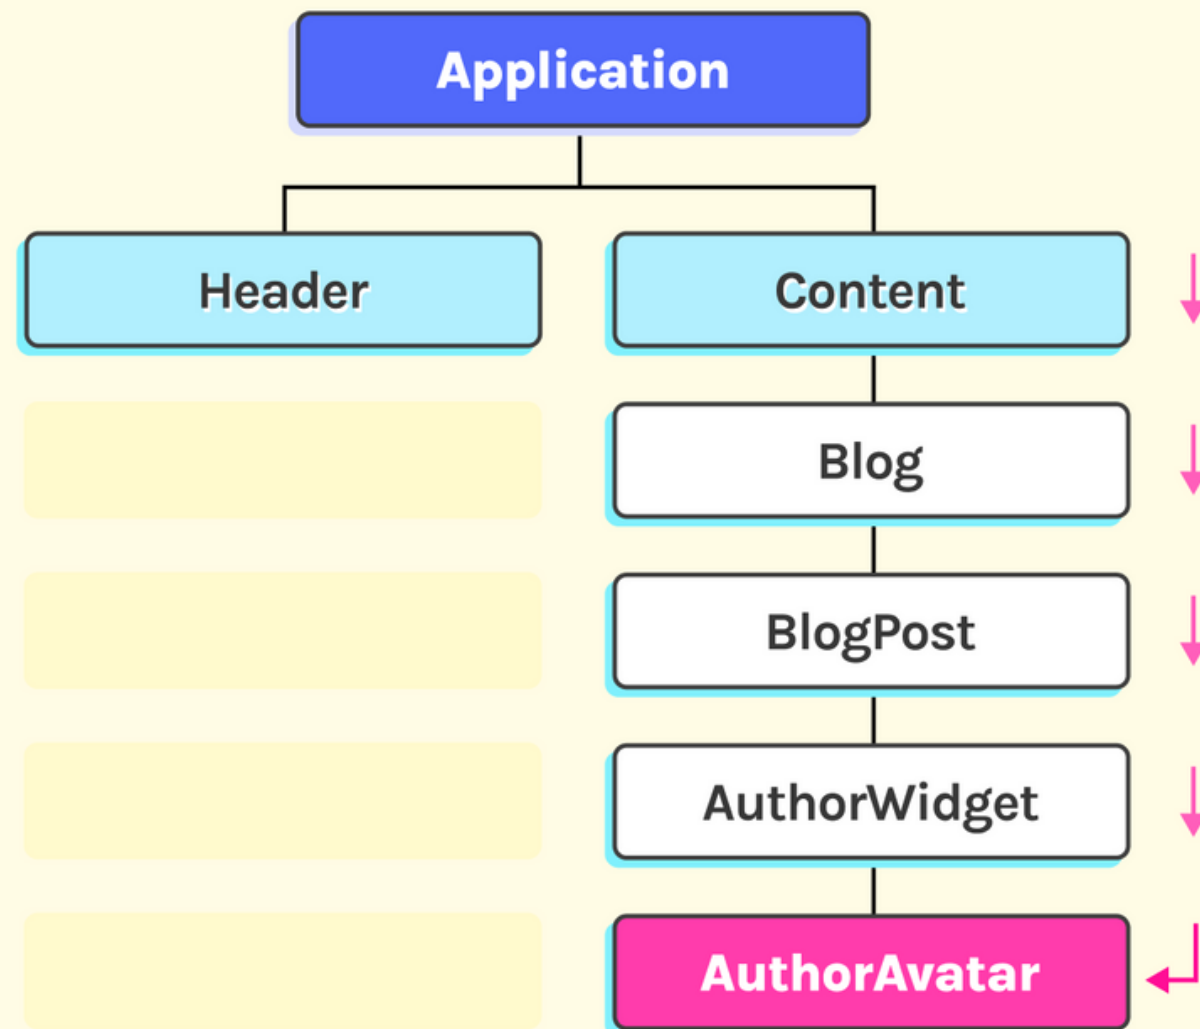 Application
Header
Content
Blog
BlogPost
AuthorWidget
AuthorAvatar